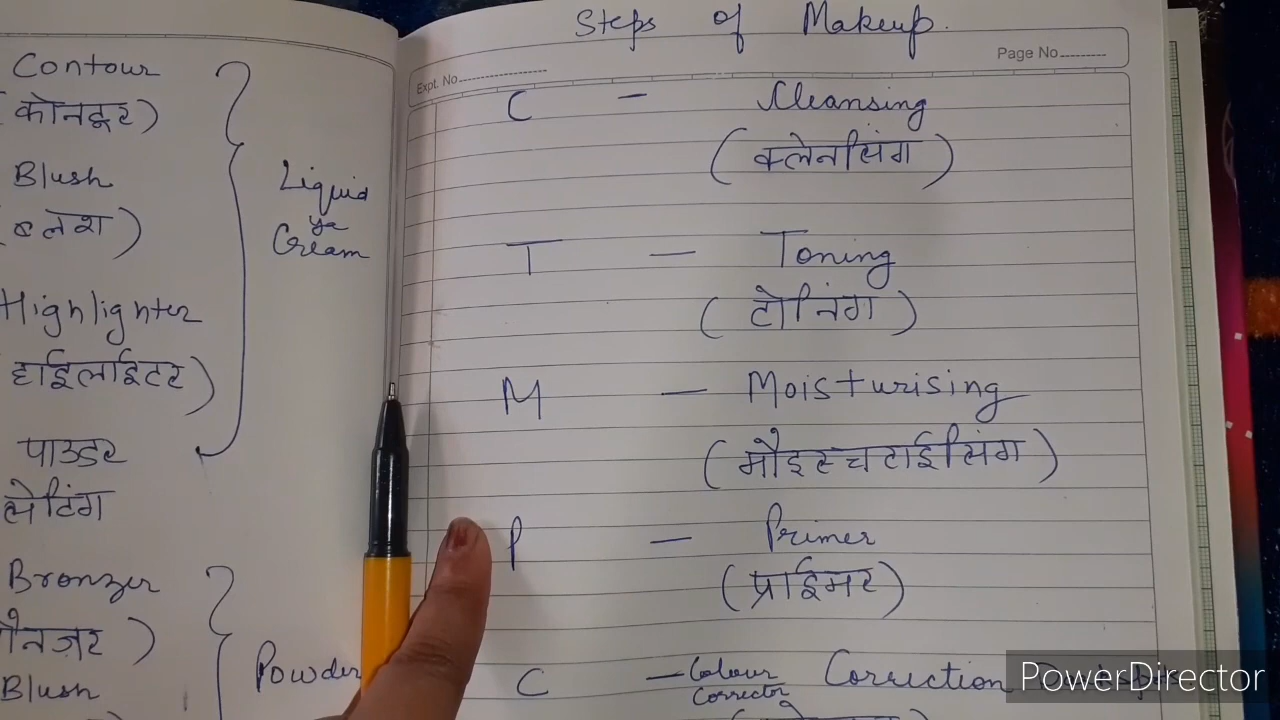 Contour
(कोनटूर)
Blush
(बलश)
Highlighter
(हाईलाईटर)
Liquid
ya
Cream
पाउडर
सेटिंग
Bronzer
Blush
Powder
Steps of Makeup.
Expt. No.
Page No.
C — Cleansing
(क्लेनसिंग)
T — Toning
(टोनिंग)
M — Moisturising
(मौइस्चटाईसिंग)
P — Primer
(प्राईमर)
C — Colour Corrector Correction
PowerDirector